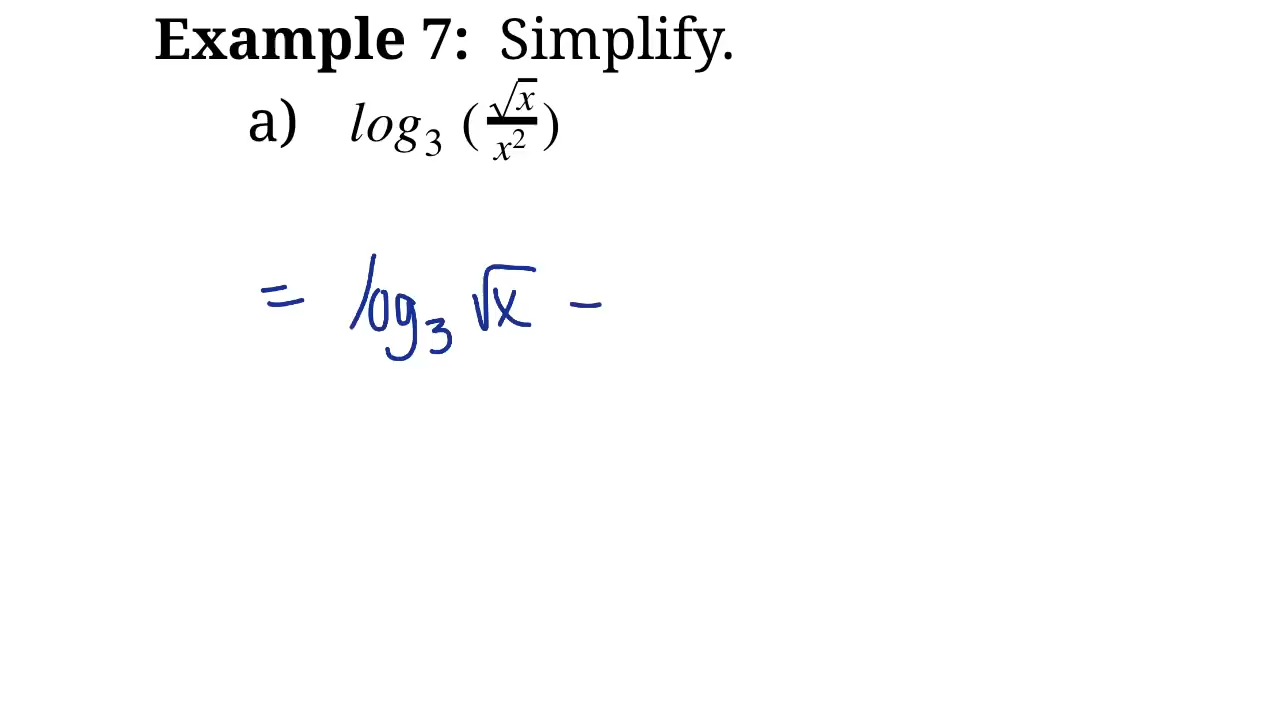 Example 7: Simplify.
a) log₃ (√x/x²)
= log₃ √x −